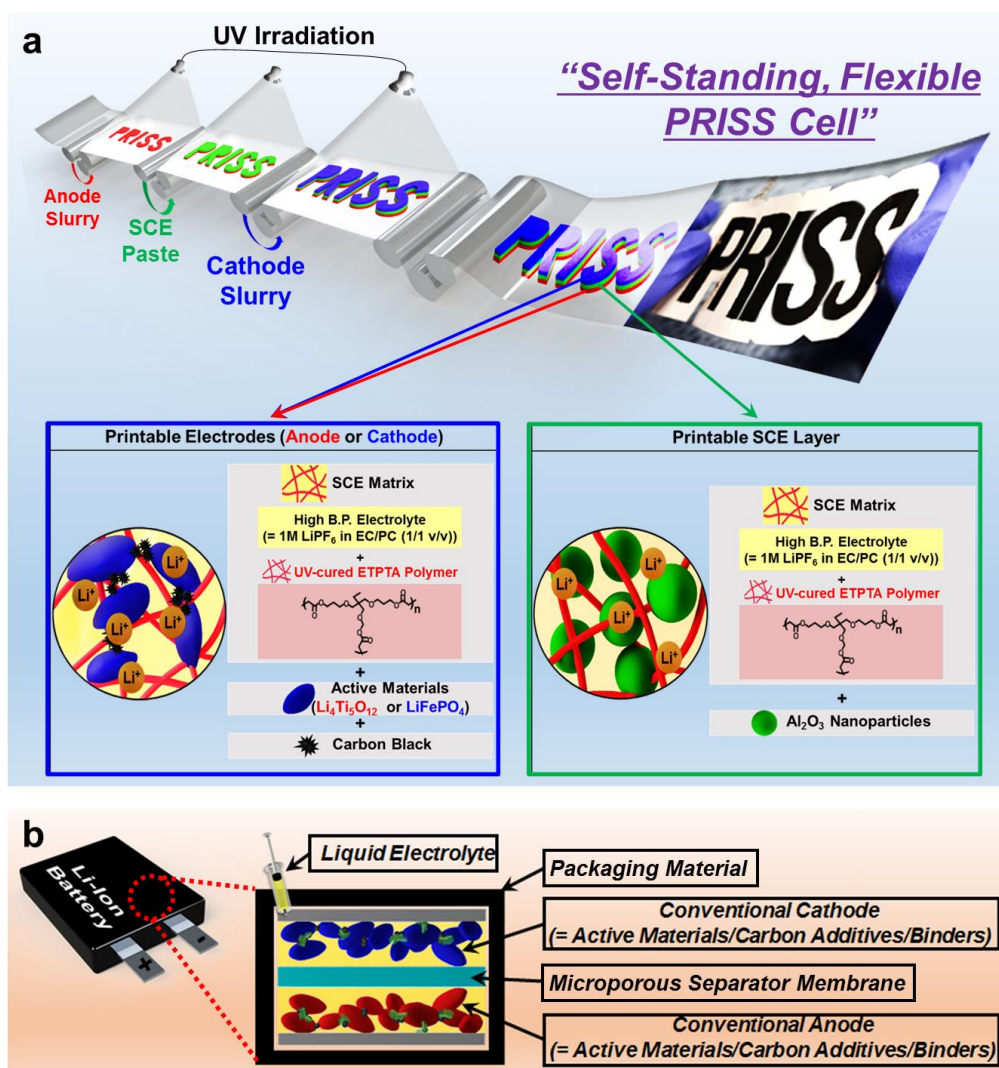 a
UV Irradiation
“Self-Standing, Flexible
PRISS Cell”
PRISS
PRISS
PRISS
PRISS
PRISS
Anode
Slurry
SCE
Paste
Cathode
Slurry
Printable Electrodes (Anode or Cathode)
SCE Matrix
High B.P. Electrolyte
(= 1M LiPF6 in EC/PC (1/1 v/v))
+
UV-cured ETPTA Polymer
O
O
O
O
O
O
O
O
n
+
Active Materials
(Li4Ti5O12 or LiFePO4)
+
Carbon Black
Li+
Li+
Li+
Li+
Li+
Li+
Printable SCE Layer
SCE Matrix
High B.P. Electrolyte
(= 1M LiPF6 in EC/PC (1/1 v/v))
+
UV-cured ETPTA Polymer
O
O
O
O
O
O
O
O
n
+
Al2O3 Nanoparticles
Li+
Li+
Li+
Li+
Li+
b
Li-Ion
Battery
+
-
Liquid Electrolyte
Packaging Material
Conventional Cathode
(= Active Materials/Carbon Additives/Binders)
Microporous Separator Membrane
Conventional Anode
(= Active Materials/Carbon Additives/Binders)